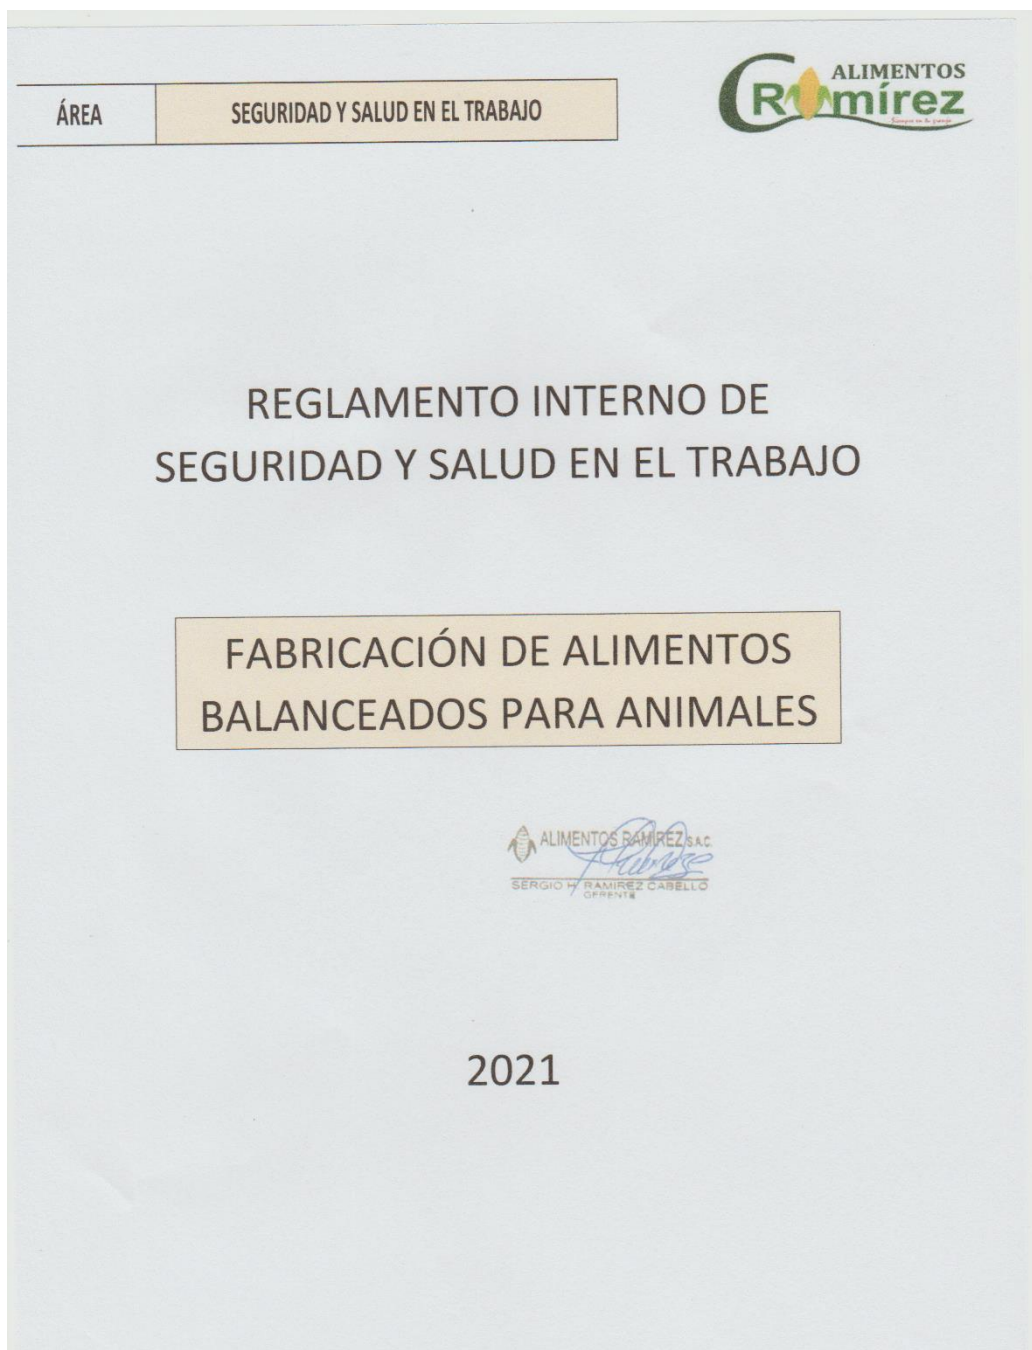 ÁREA SEGURIDAD Y SALUD EN EL TRABAJO
ALIMENTOS
Ramírez
REGLAMENTO INTERNO DE
SEGURIDAD Y SALUD EN EL TRABAJO
FABRICACIÓN DE ALIMENTOS
BALANCEADOS PARA ANIMALES
ALIMENTOS RAMIREZ S.A.C.
SERGIO H. RAMIREZ CABELLO
GERENTE
2021